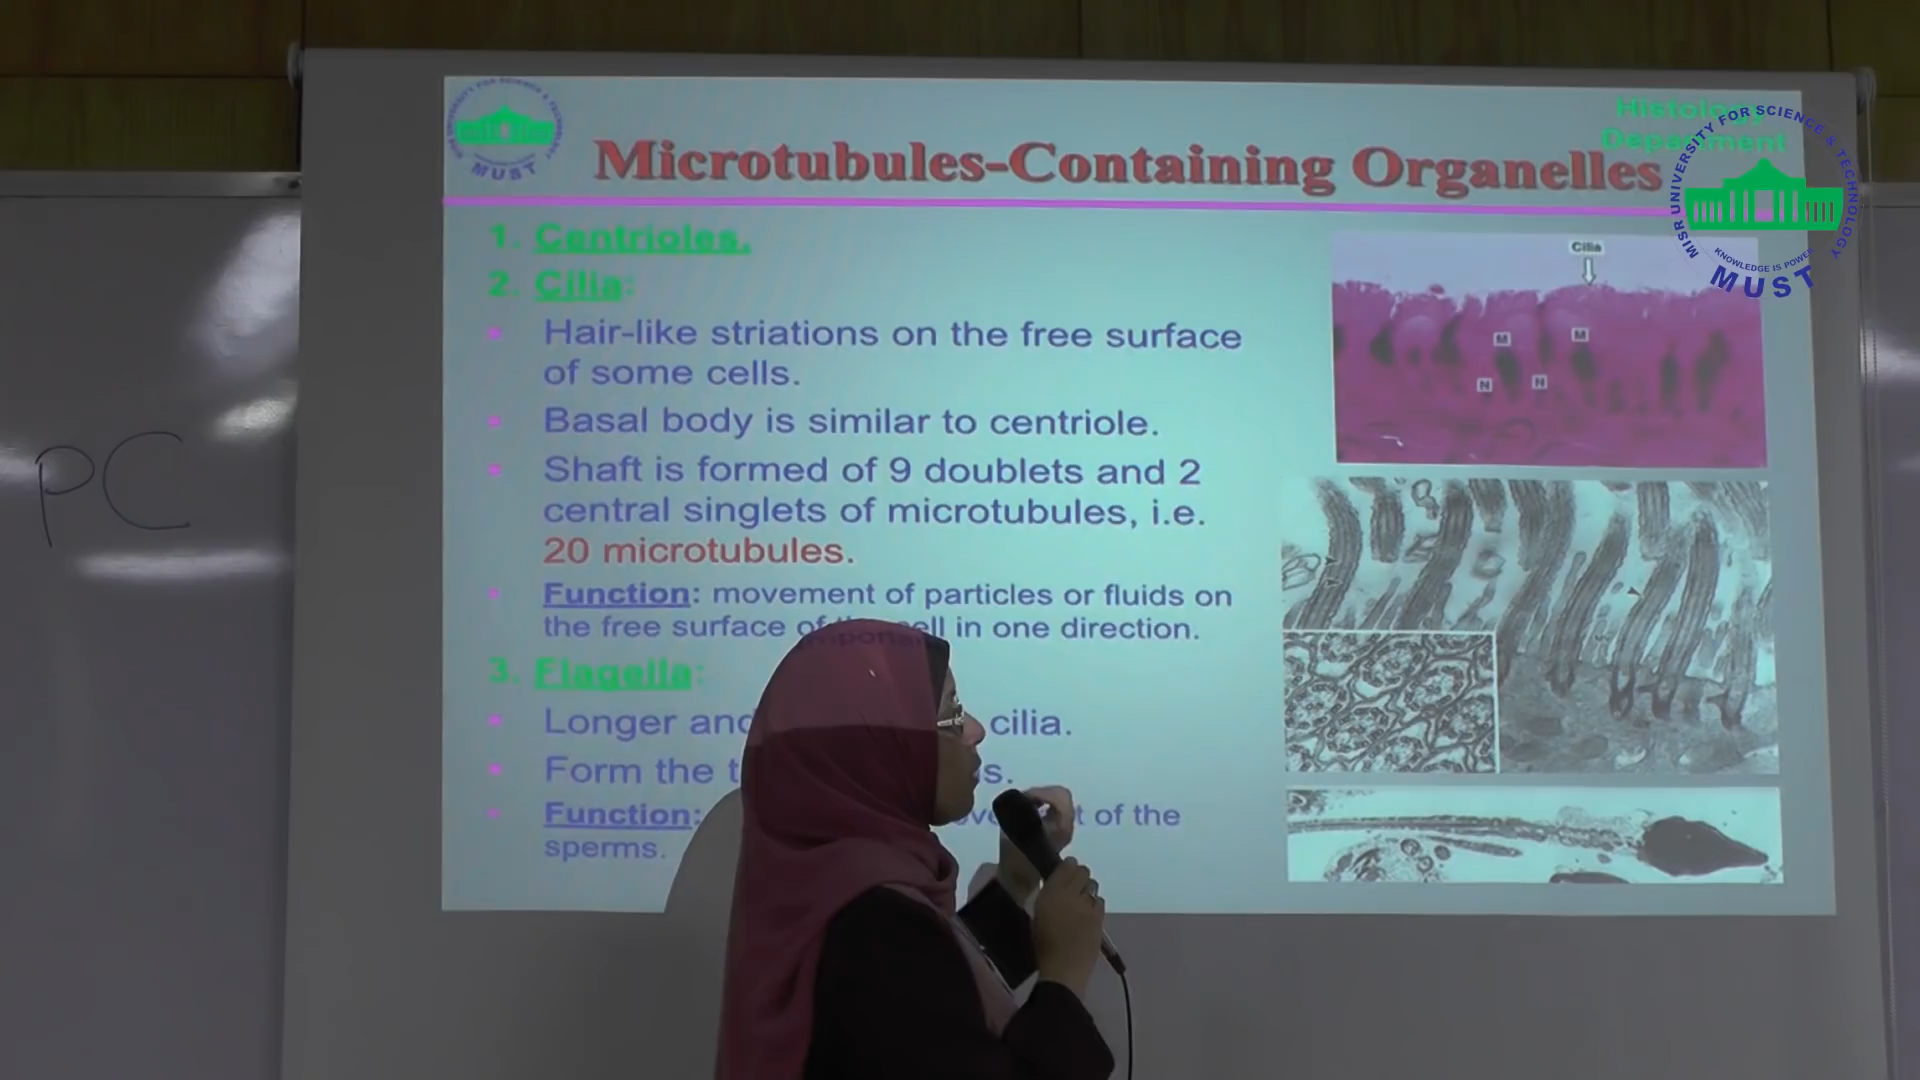 Histology
Department
MISR UNIVERSITY FOR SCIENCE & TECHNOLOGY
KNOWLEDGE IS POWER
MUST
MUST
Microtubules-Containing Organelles
1. Centrioles.
2. Cilia:
Hair-like striations on the free surface
of some cells.
Basal body is similar to centriole.
Shaft is formed of 9 doublets and 2
central singlets of microtubules, i.e.
20 microtubules.
Function: movement of particles or fluids on
the free surface of the cell in one direction.
3. Flagella:
Longer and cilia.
Form the
Function: of the
sperms.
Cilia
M
M
N
N
PC